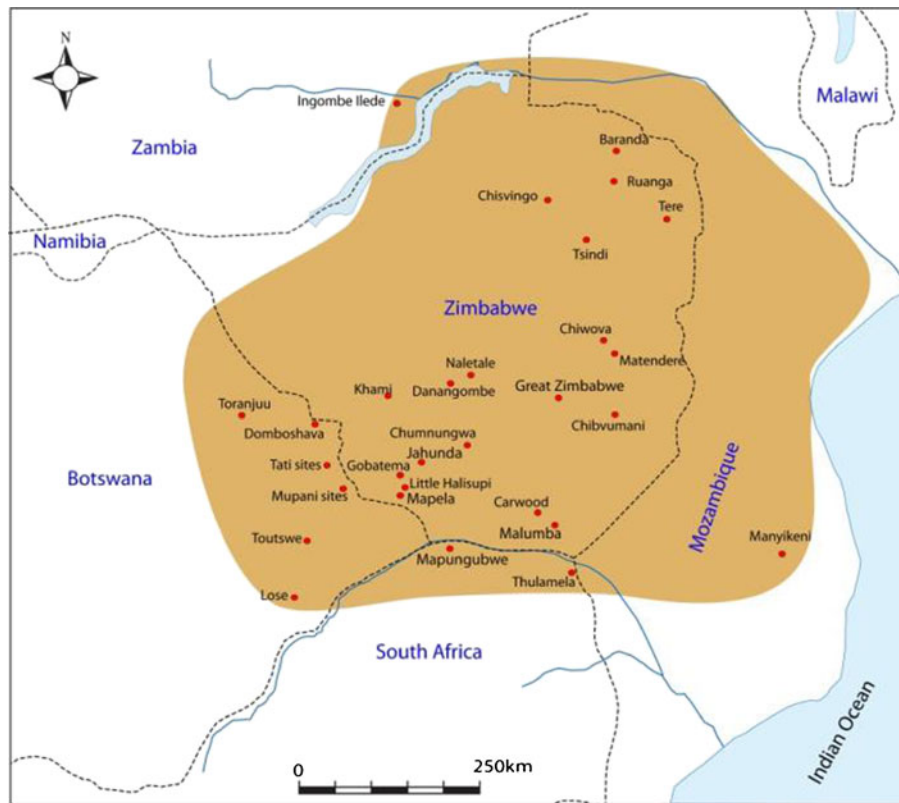 N
Ingombe Ilede
Malawi
Zambia
Baranda
Ruanga
Chisvingo
Tere
Namibia
Tsindi
Zimbabwe
Chiwova
Matendere
Naletale
Danangombe
Khami
Great Zimbabwe
Toranjuu
Domboshava
Chibvumani
Chumnungwa
Jahunda
Tati sites
Gobatema
Botswana
Little Halisupi
Mupani sites
Mapela
Carwood
Malumba
Mozambique
Toutswe
Manyikeni
Mapungubwe
Thulamela
Lose
South Africa
Indian Ocean
0
250km